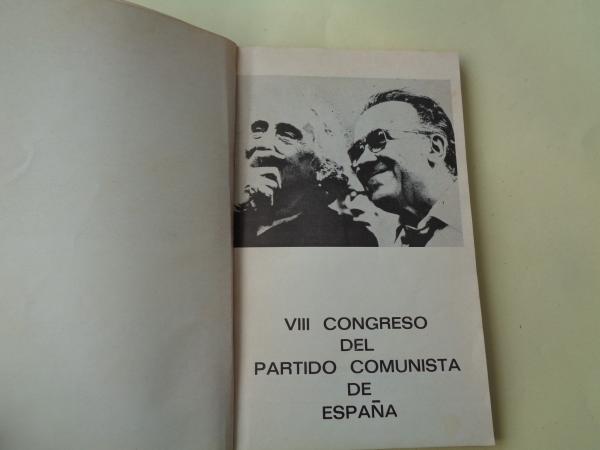 VIII CONGRESO
DEL
PARTIDO COMUNISTA
DE
ESPAÑA